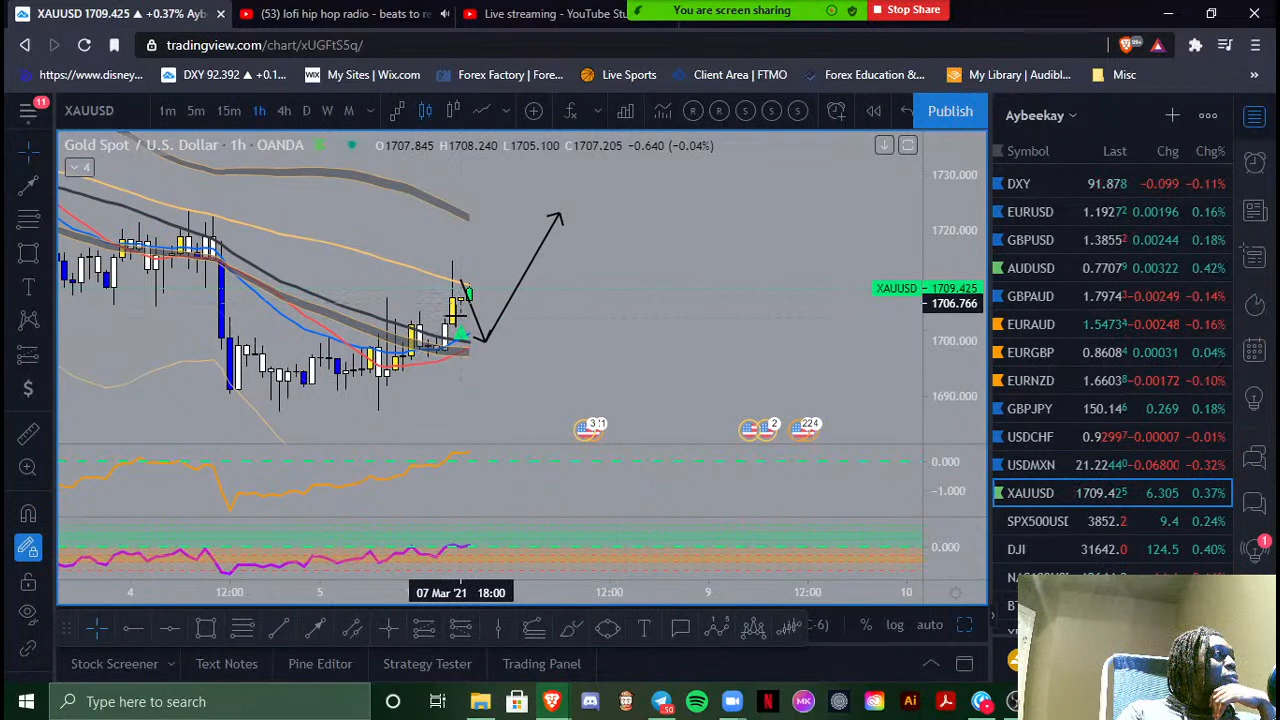 XAUUSD 1709.425 ▲ +0.37% Ayb
(53) lofi hip hop radio - beats to re
Live streaming - YouTube Stu
You are screen sharing
Stop Share
tradingview.com/chart/xUGFtS5q/
99+
https://www.disney...
DXY 92.392 ▲ +0.1...
My Sites | Wix.com
Forex Factory | Fore...
Live Sports
Client Area | FTMO
Forex Education &...
My Library | Audibl...
Misc
11
XAUUSD
1m 5m 15m 1h 4h D W M
R R S S S
Publish
Aybeekay
Gold Spot / U.S. Dollar · 1h · OANDA
O1707.845 H1708.240 L1705.100 C1707.205 -0.640 (-0.04%)
4
Symbol Last Chg Chg%
DXY 91.878 -0.099 -0.11%
EURUSD 1.19272 0.00196 0.16%
GBPUSD 1.38552 0.00244 0.18%
AUDUSD 0.77079 0.00322 0.42%
GBPAUD 1.79743 -0.00249 -0.14%
EURAUD 1.54734 -0.00397 -0.26%
EURGBP 0.86084 0.00031 0.04%
EURNZD 1.66038 -0.00172 -0.10%
GBPJPY 150.146 0.269 0.18%
USDCHF 0.92997 -0.00007 -0.01%
USDMXN 21.22440 -0.06800 -0.32%
XAUUSD 1709.425 6.305 0.37%
SPX500USD 3852.2 9.4 0.24%
DJI 31642.0 124.5 0.40%
1730.000
1720.000
XAUUSD 1709.425
1706.766
1700.000
1690.000
0.000
-1.000
0.000
4 12:00 5 07 Mar '21 18:00 12:00 9 12:00 10
(-6) % log auto
1
Stock Screener
Text Notes
Pine Editor
Strategy Tester
Trading Panel
Type here to search